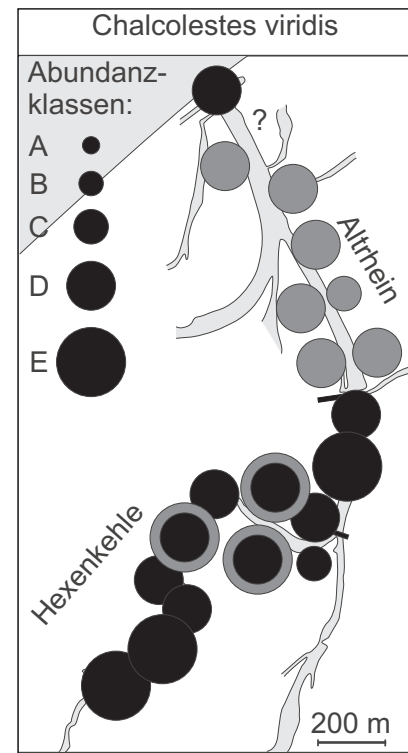 Chalcolestes viridis
Abundanz-
klassen:
A
B
C
D
E
?
Altrhein
Hexenkehle
200 m